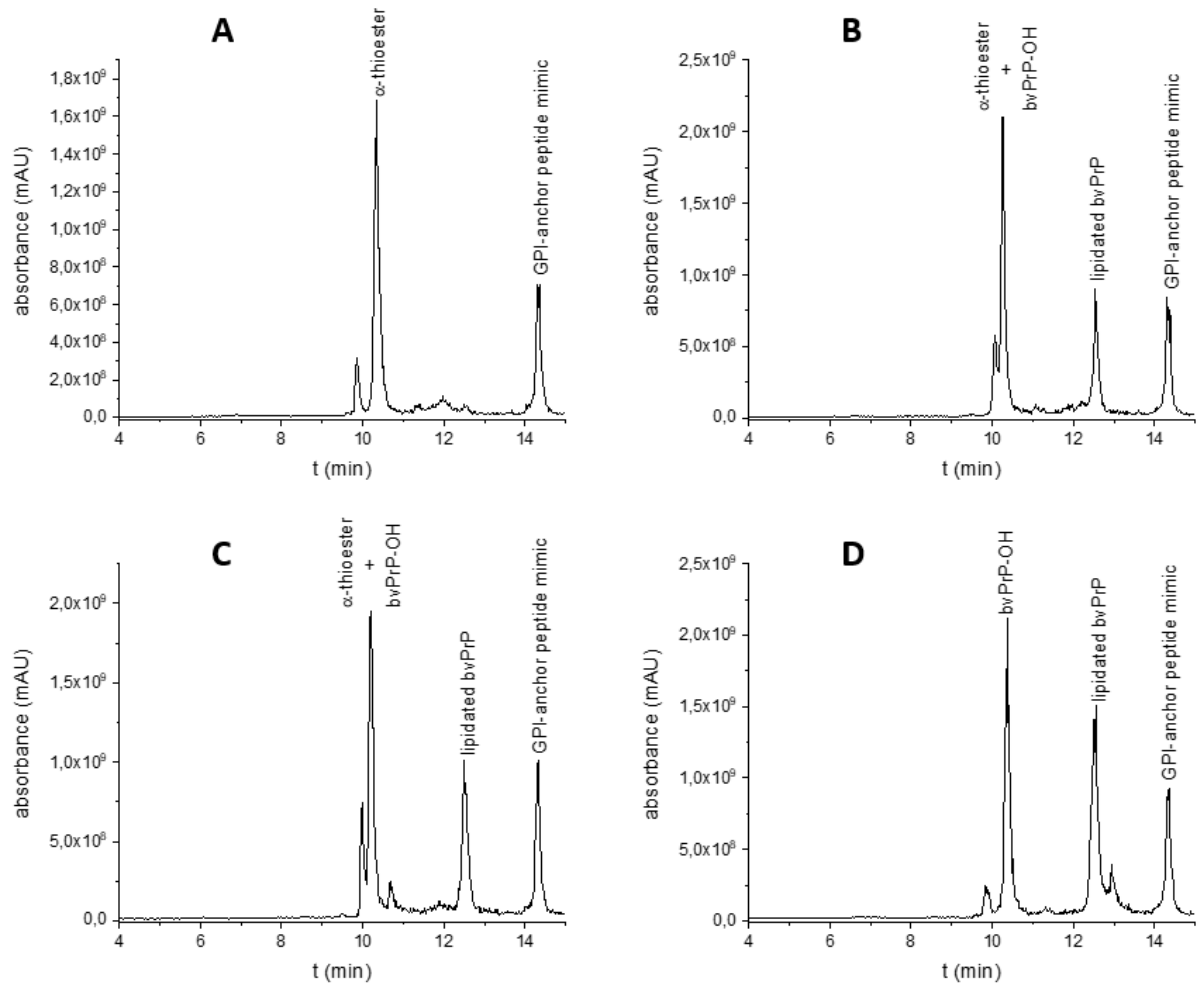 A
α-thioester
GPI-anchor peptide mimic
absorbance (mAU)
1,8x10⁹
1,6x10⁹
1,4x10⁹
1,2x10⁹
1,0x10⁹
8,0x10⁸
6,0x10⁸
4,0x10⁸
2,0x10⁸
0,0
4 6 8 10 12 14
t (min)
B
α-thioester
+
bvPrP-OH
lipidated bvPrP
GPI-anchor peptide mimic
absorbance (mAU)
2,5x10⁹
2,0x10⁹
1,5x10⁹
1,0x10⁹
5,0x10⁸
0,0
4 6 8 10 12 14
t (min)
C
α-thioester
+
bvPrP-OH
lipidated bvPrP
GPI-anchor peptide mimic
absorbance (mAU)
2,0x10⁹
1,5x10⁹
1,0x10⁹
5,0x10⁸
0,0
4 6 8 10 12 14
t (min)
D
bvPrP-OH
lipidated bvPrP
GPI-anchor peptide mimic
absorbance (mAU)
2,5x10⁹
2,0x10⁹
1,5x10⁹
1,0x10⁹
5,0x10⁸
0,0
4 6 8 10 12 14
t (min)